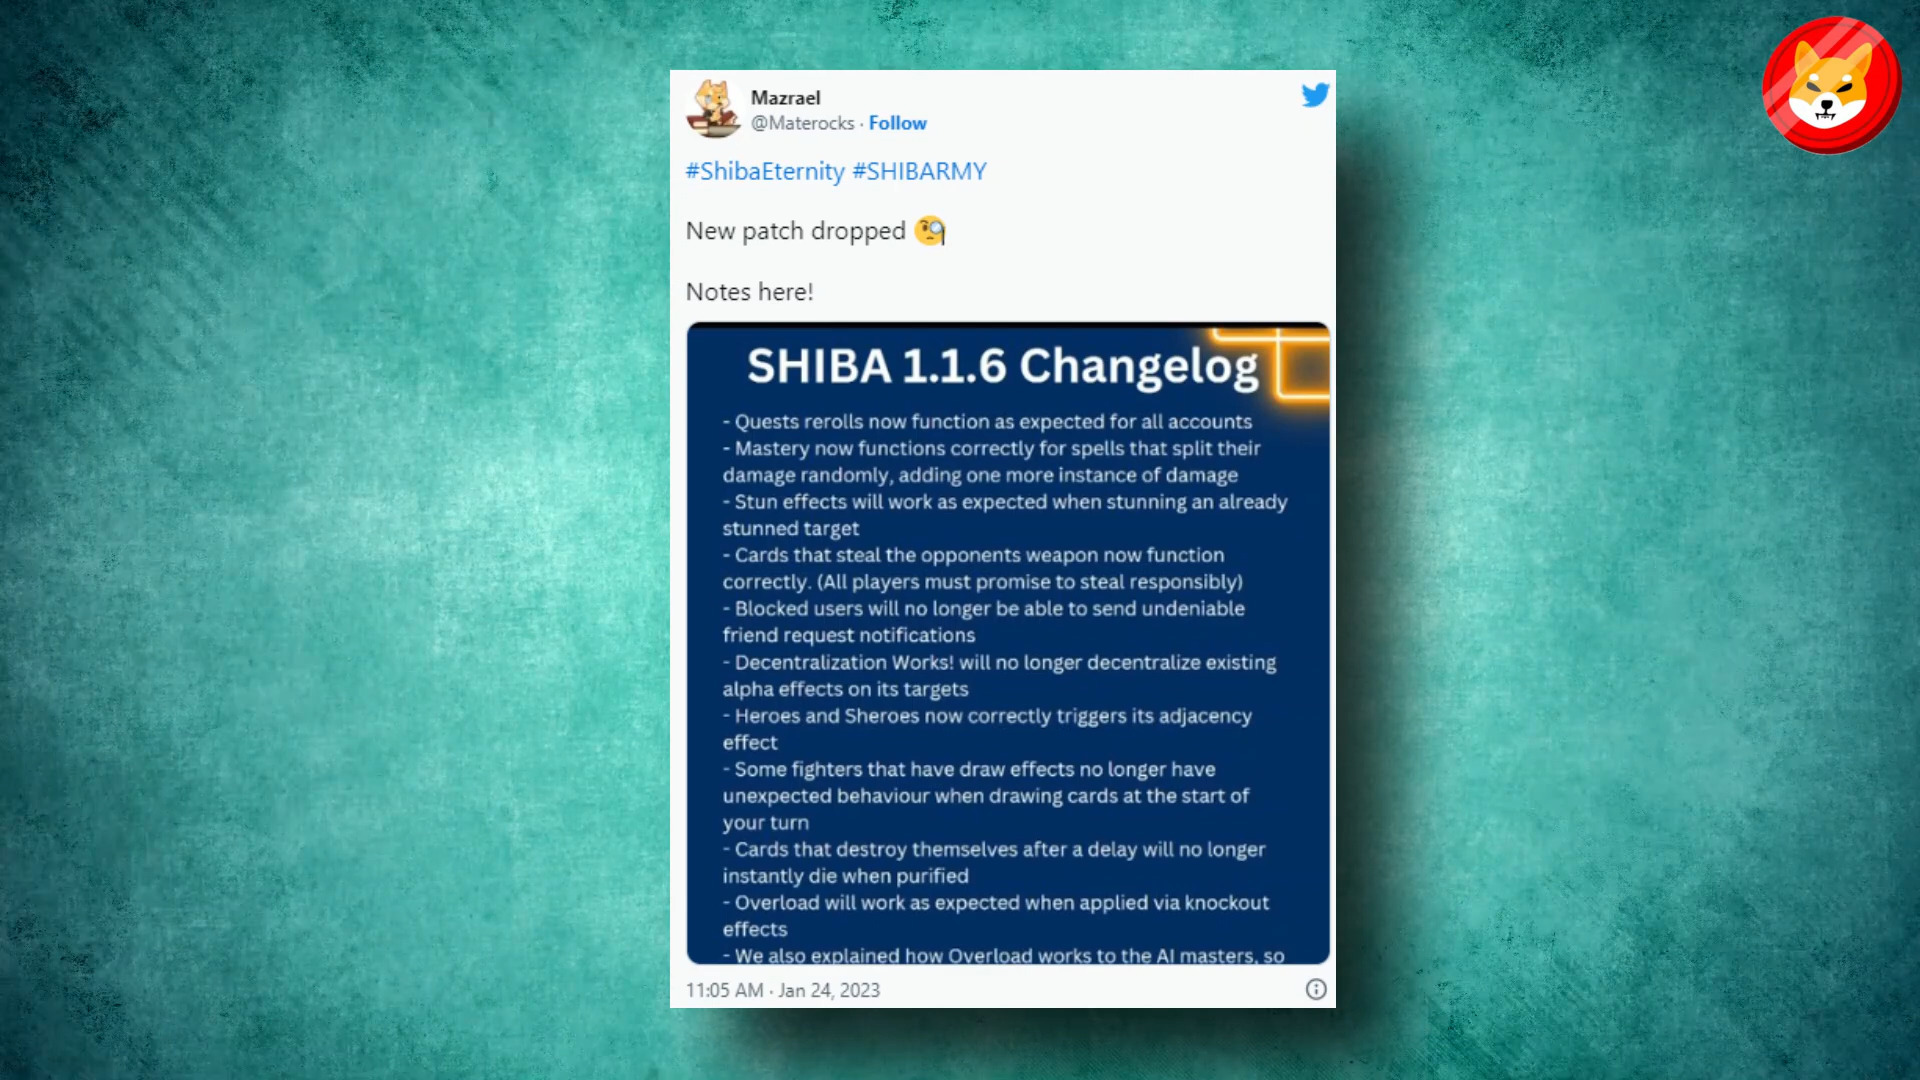 Mazrael
@Materocks · Follow
#ShibaEternity #SHIBARMY
New patch dropped 🧐
Notes here!
SHIBA 1.1.6 Changelog
- Quests rerolls now function as expected for all accounts
- Mastery now functions correctly for spells that split their
damage randomly, adding one more instance of damage
- Stun effects will work as expected when stunning an already
stunned target
- Cards that steal the opponents weapon now function
correctly. (All players must promise to steal responsibly)
- Blocked users will no longer be able to send undeniable
friend request notifications
- Decentralization Works! will no longer decentralize existing
alpha effects on its targets
- Heroes and Sheroes now correctly triggers its adjacency
effect
- Some fighters that have draw effects no longer have
unexpected behaviour when drawing cards at the start of
your turn
- Cards that destroy themselves after a delay will no longer
instantly die when purified
- Overload will work as expected when applied via knockout
effects
- We also explained how Overload works to the AI masters, so
11:05 AM · Jan 24, 2023